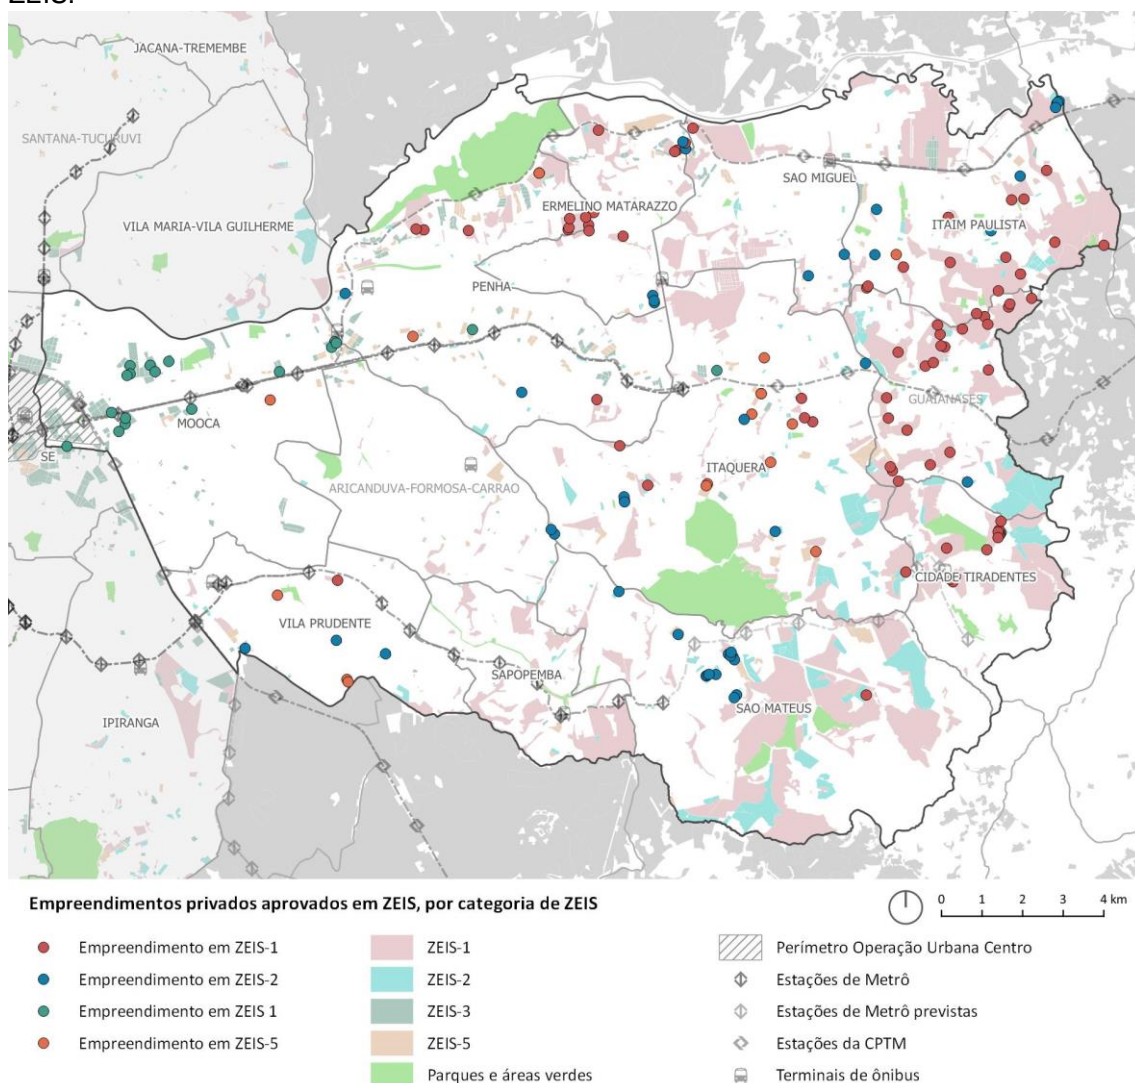 ZEIS.
JACANA-TREMEMBE
SANTANA-TUCURUVI
SAO MIGUEL
ERMELINO MATARAZZO
ITAIM PAULISTA
VILA MARIA-VILA GUILHERME
PENHA
GUAIANASES
MOOCA
SE
ITAQUERA
ARICANDUVA-FORMOSA-CARRAO
CIDADE TIRADENTES
VILA PRUDENTE
SAPOPEMBA
SAO MATEUS
IPIRANGA
Empreendimentos privados aprovados em ZEIS, por categoria de ZEIS
0 1 2 3 4 km
Empreendimento em ZEIS-1
Empreendimento em ZEIS-2
Empreendimento em ZEIS 1
Empreendimento em ZEIS-5
ZEIS-1
ZEIS-2
ZEIS-3
ZEIS-5
Parques e áreas verdes
Perímetro Operação Urbana Centro
Estações de Metrô
Estações de Metrô previstas
Estações da CPTM
Terminais de ônibus